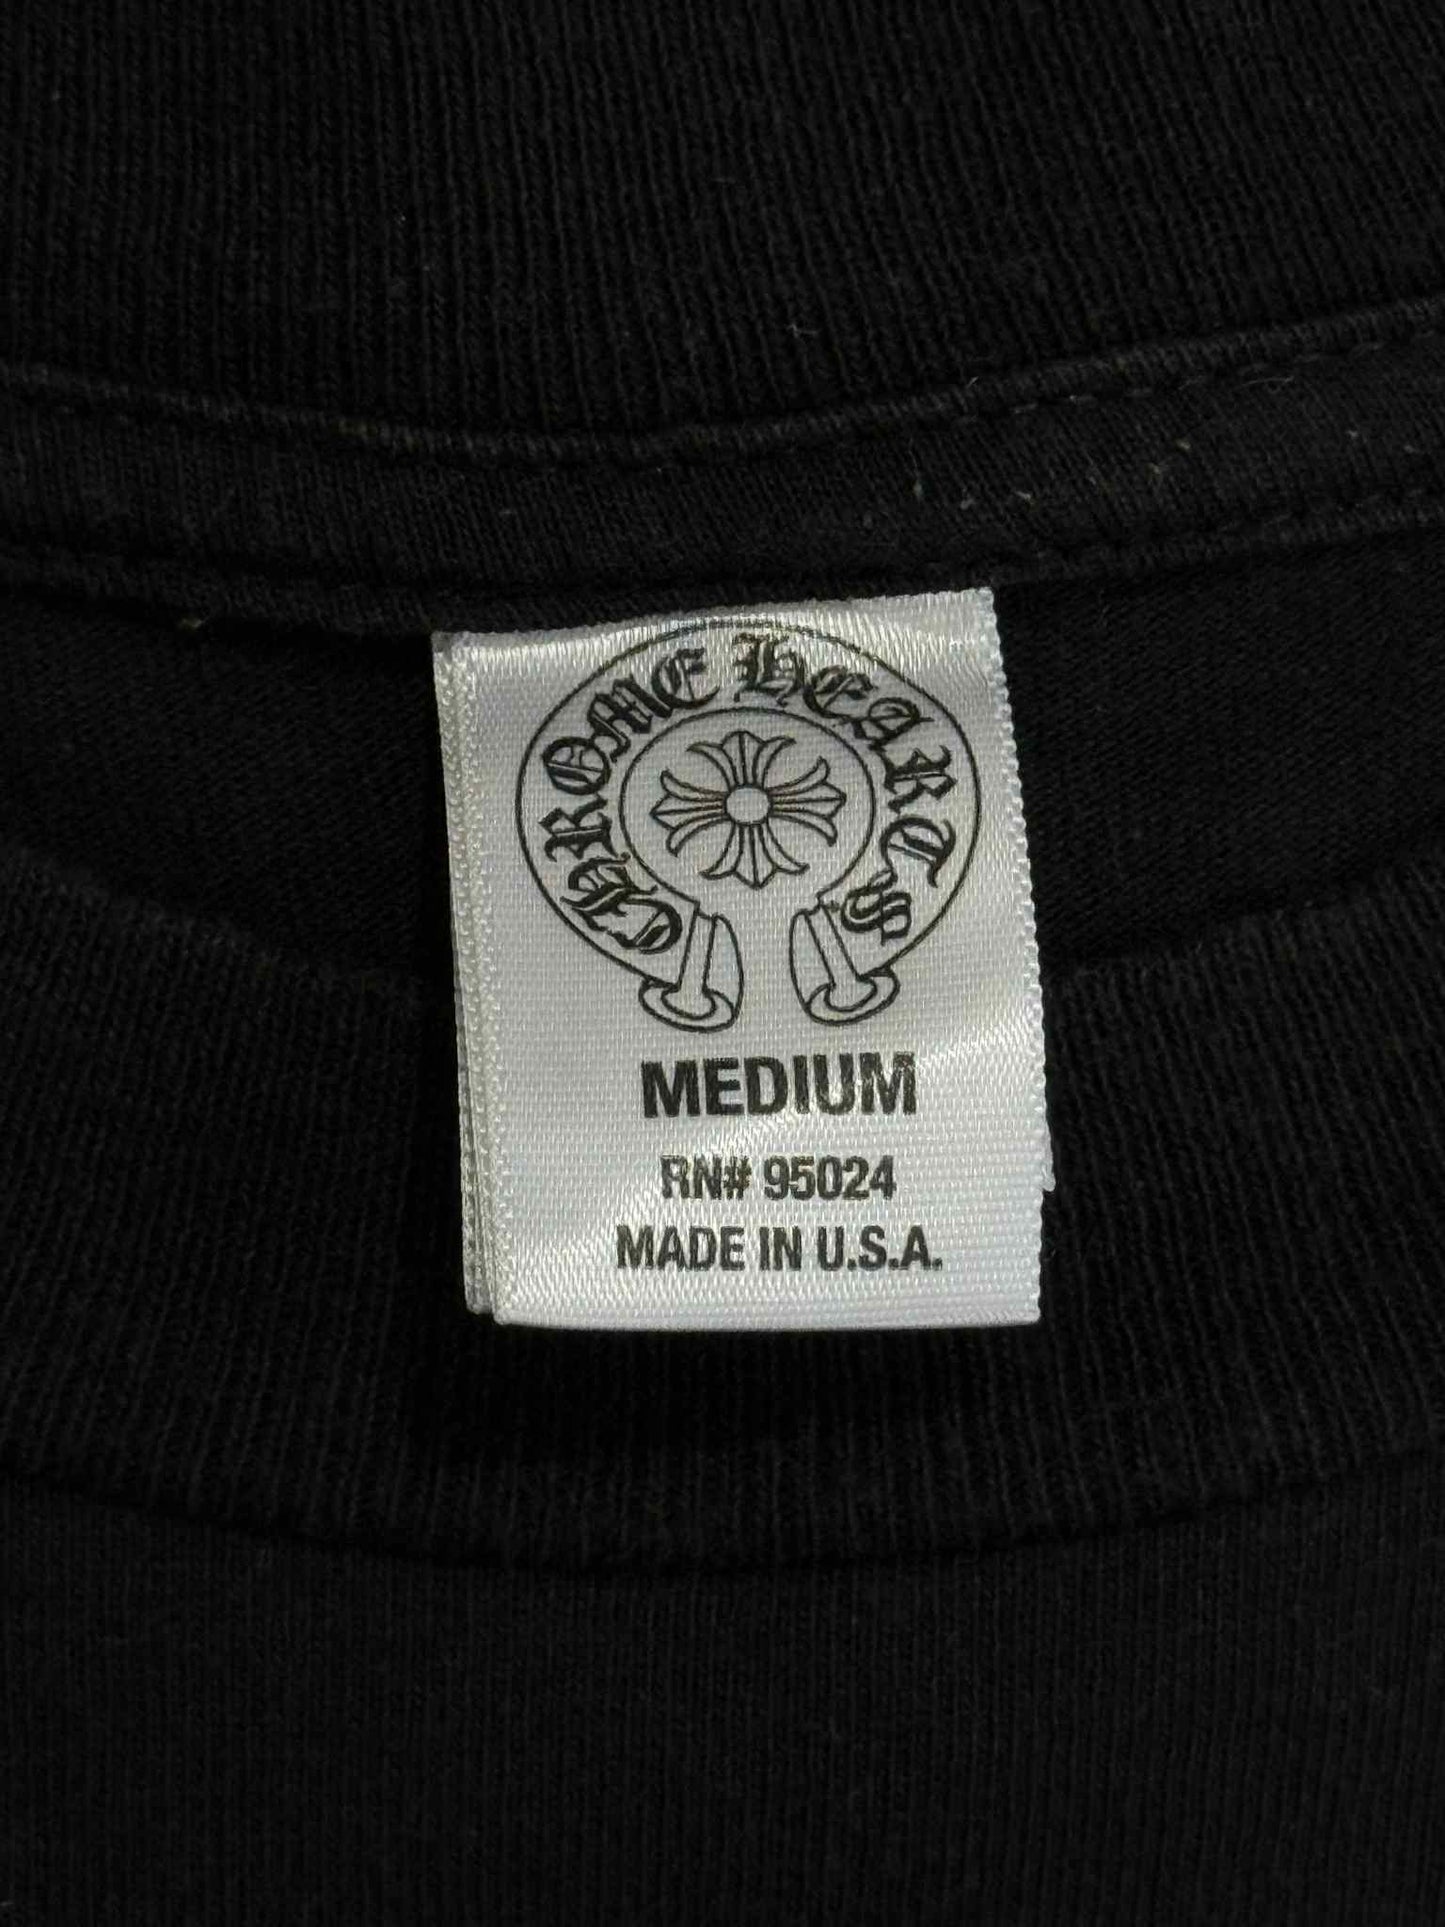 CHROME HEARTS
MEDIUM
RN# 95024
MADE IN U.S.A.